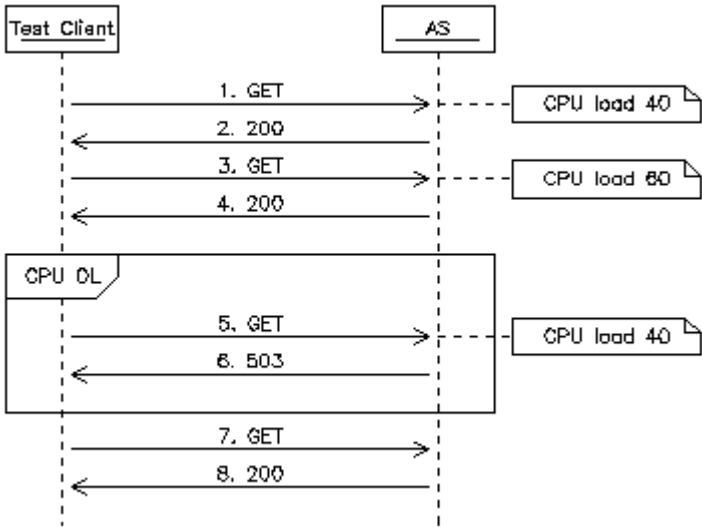 Test Client
AS
1. GET
CPU load 40
2. 200
3. GET
CPU load 60
4. 200
CPU OL
5. GET
CPU load 40
6. 503
7. GET
8. 200